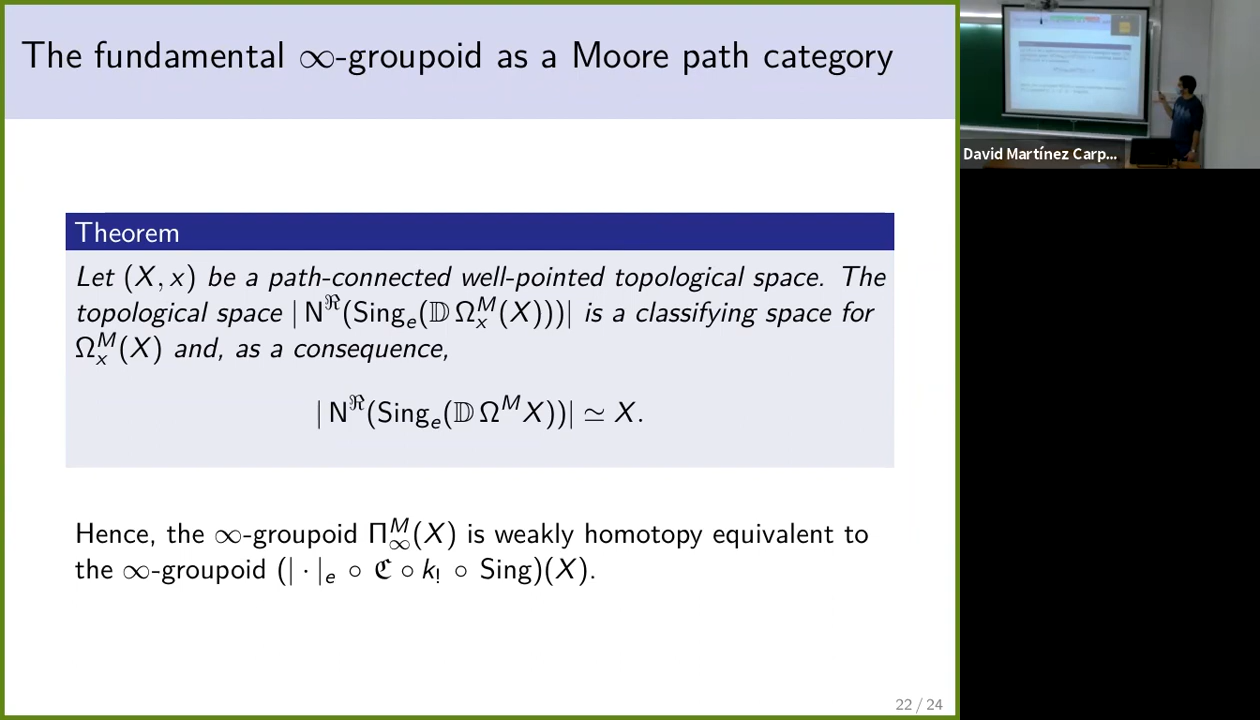 The fundamental ∞-groupoid as a Moore path category
David Martínez Carp...
Theorem
Let (X, x) be a path-connected well-pointed topological space. The
topological space | N^ℜ(Sing_e(𝔻 Ω_x^M(X)))| is a classifying space for
Ω_x^M(X) and, as a consequence,
| N^ℜ(Sing_e(𝔻 Ω^M X))| ≃ X.
Hence, the ∞-groupoid Π_∞^M(X) is weakly homotopy equivalent to
the ∞-groupoid (| · |_e ∘ ℭ ∘ k_! ∘ Sing)(X).
22 / 24